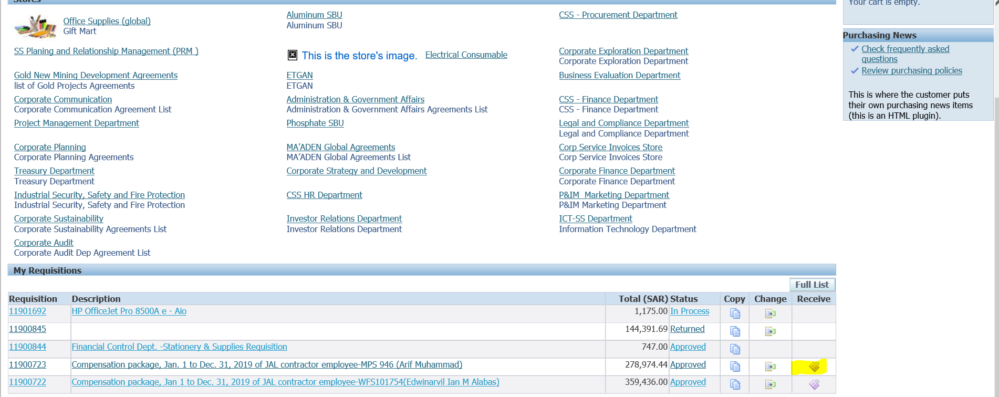 Stores
Office Supplies (global)
Gift Mart
Aluminum SBU
Aluminum SBU
CSS - Procurement Department
SS Planing and Relationship Management (PRM )
This is the store's image. Electrical Consumable
Corporate Exploration Department
Corporate Exploration Department
Gold New Mining Development Agreements
list of Gold Projects Agreements
ETGAN
ETGAN
Business Evaluation Department
Corporate Communication
Corporate Communication Agreement List
Administration & Government Affairs
Administration & Government Affairs Agreements List
CSS - Finance Department
CSS - Finance Department
Project Management Department
Phosphate SBU
Legal and Compliance Department
Legal and Compliance Department
Corporate Planning
Corporate Planning Agreements
MA’ADEN Global Agreements
MA’ADEN Global Agreements List
Corp Service Invoices Store
Corp Service Invoices Store
Treasury Department
Treasury Department
Corporate Strategy and Development
Corporate Finance Department
Corporate Finance Department
Industrial Security, Safety and Fire Protection
Industrial Security, Safety and Fire Protection
CSS HR Department
P&IM  Marketing Department
P&IM Marketing Department
Corporate Sustainability
Corporate Sustainability Agreements List
Investor Relations Department
Investor Relations Department
ICT-SS Department
Information Technology Department
Corporate Audit
Corporate Audit Dep Agreement List
My Requisitions
Full List
Requisition Description Total (SAR) Status Copy Change Receive
11901692 HP OfficeJet Pro 8500A e - Aio 1,175.00 In Process
11900845 144,391.69 Returned
11900844 Financial Control Dept. -Stationery & Supplies Requisition 747.00 Approved
11900723 Compensation package, Jan. 1 to Dec. 31, 2019 of JAL contractor employee-MPS 946 (Arif Muhammad) 278,974.44 Approved
11900722 Compensation package, Jan 1 to Dec. 31, 2019 of JAL contractor employee-WFS101754(Edwinarvil Ian M Alabas) 359,436.00 Approved
Your cart is empty.
Purchasing News
Check frequently asked
questions
Review purchasing policies
This is where the customer puts
their own purchasing news items
(this is an HTML plugin).